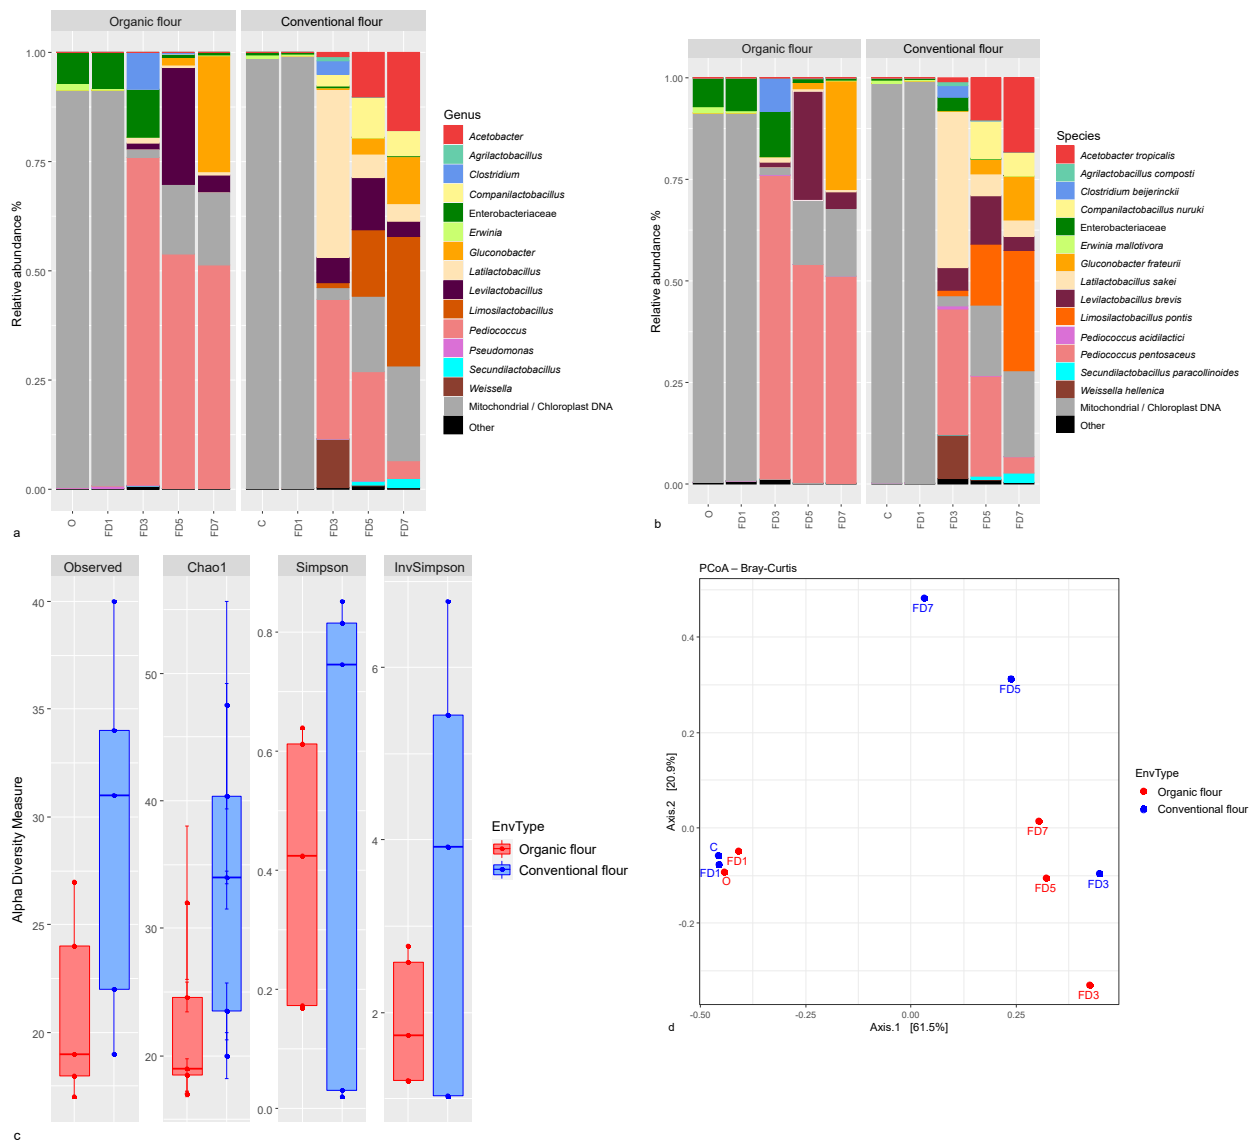 Organic flour
Conventional flour
1.00
0.75
0.50
0.25
0.00
Relative abundance %
O
FD1
FD3
FD5
FD7
C
FD1
FD3
FD5
FD7
Genus
Acetobacter
Agrilactobacillus
Clostridium
Companilactobacillus
Enterobacteriaceae
Erwinia
Gluconobacter
Latilactobacillus
Levilactobacillus
Limosilactobacillus
Pediococcus
Pseudomonas
Secundilactobacillus
Weissella
Mitochondrial / Chloroplast DNA
Other
a
Organic flour
Conventional flour
1.00
0.75
0.50
0.25
0.00
Relative abundance %
O
FD1
FD3
FD5
FD7
C
FD1
FD3
FD5
FD7
Species
Acetobacter tropicalis
Agrilactobacillus composti
Clostridium beijerinckii
Companilactobacillus nuruki
Enterobacteriaceae
Erwinia mallotivora
Gluconobacter frateurii
Latilactobacillus sakei
Levilactobacillus brevis
Limosilactobacillus pontis
Pediococcus acidilactici
Pediococcus pentosaceus
Secundilactobacillus paracollinoides
Weissella hellenica
Mitochondrial / Chloroplast DNA
Other
b
Observed
Chao1
Simpson
InvSimpson
Alpha Diversity Measure
40
35
30
25
20
50
40
30
20
0.8
0.6
0.4
0.2
0.0
6
4
2
EnvType
Organic flour
Conventional flour
c
PCoA – Bray-Curtis
Axis.2 [20.9%]
0.4
0.2
0.0
-0.2
FD7
FD5
FD7
FD5
FD3
FD3
C
FD1
FD1
O
-0.50
-0.25
0.00
0.25
Axis.1 [61.5%]
EnvType
Organic flour
Conventional flour
d